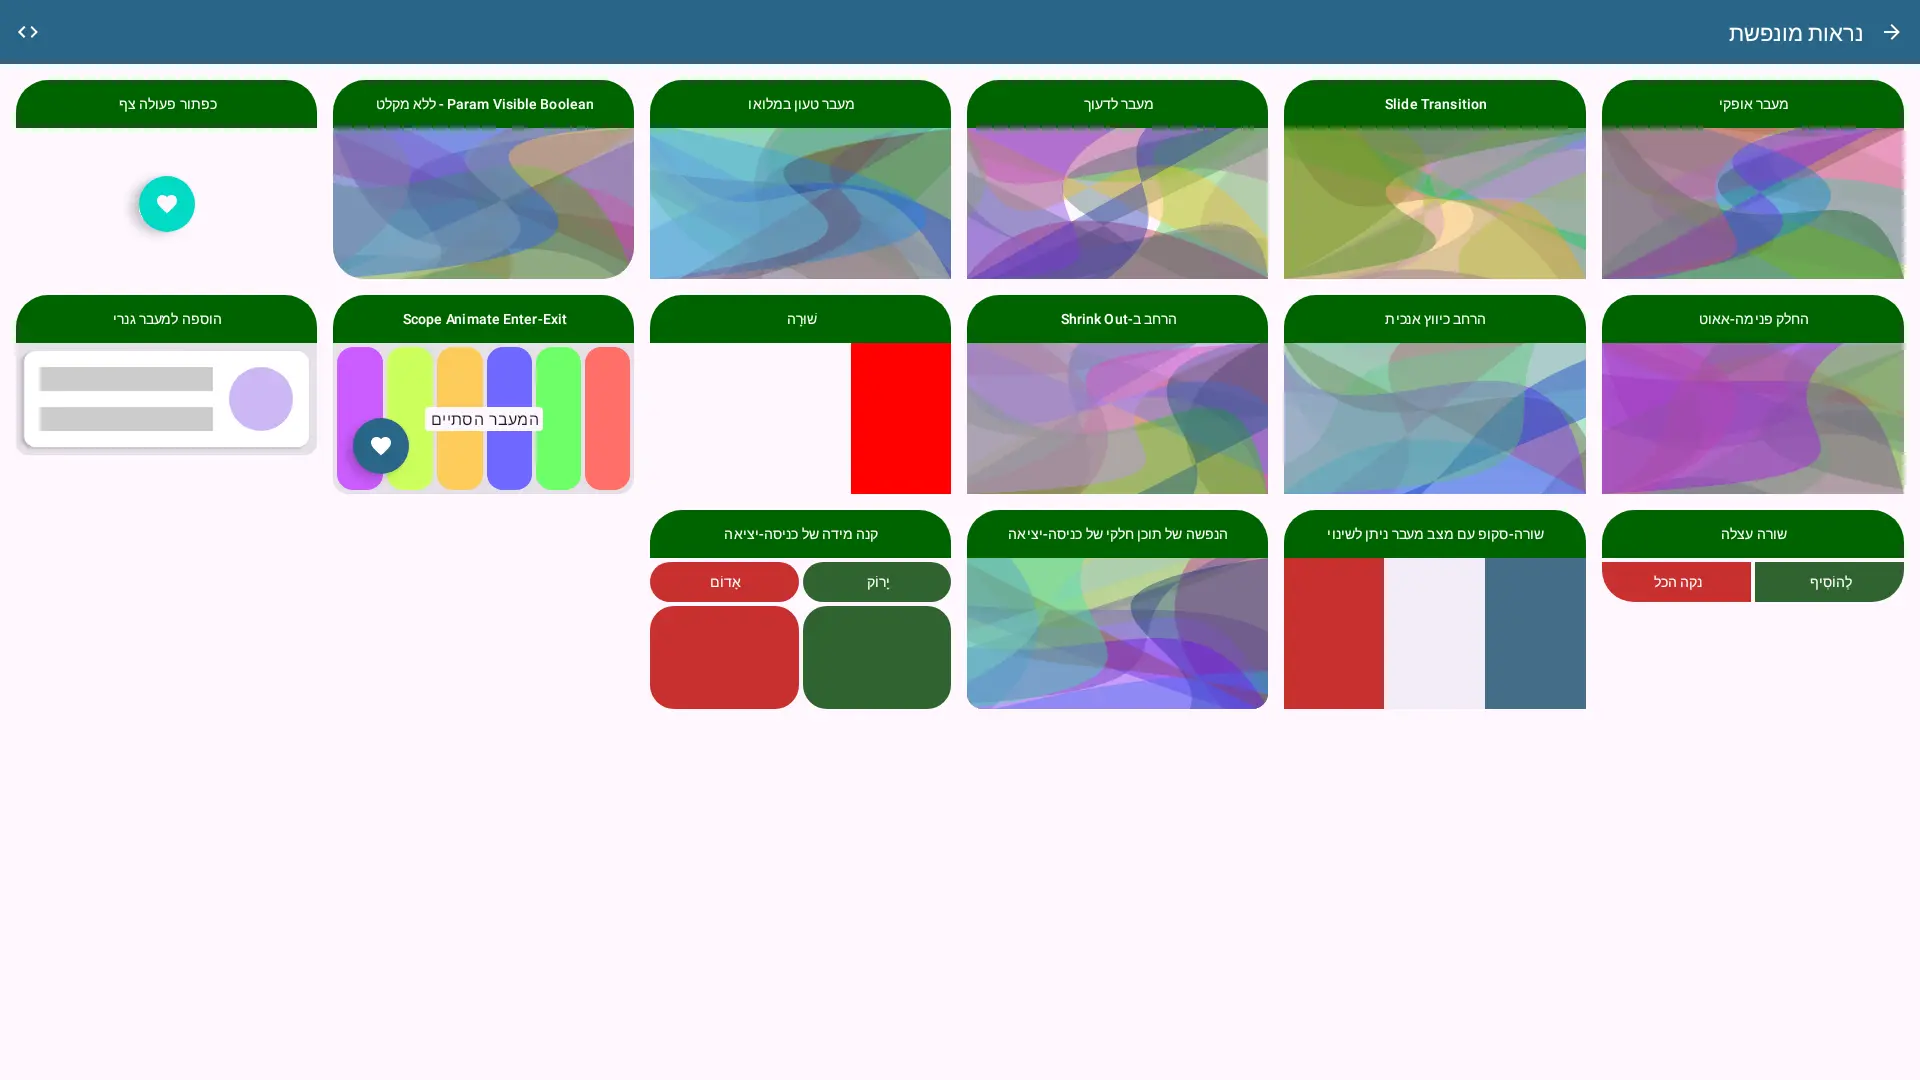 נראות מונפשת
מעבר אופקי
Slide Transition
מעבר לדעוך
מעבר טעון במלואו
ללא מקלט - Param Visible Boolean
כפתור פעולה צף
החלק פנימה-אאוט
הרחב כיווץ אנכית
הרחב ב-Shrink Out
שׁוּרָה
Scope Animate Enter-Exit
המעבר הסתיים
הוספה למעבר גנרי
שורה עצלה
לְהוֹסִיף
נקה הכל
שורה-סקופ עם מצב מעבר ניתן לשינוי
הנפשה של תוכן חלקי של כניסה-יציאה
קנה מידה של כניסה-יציאה
יָרוֹק
אָדוֹם